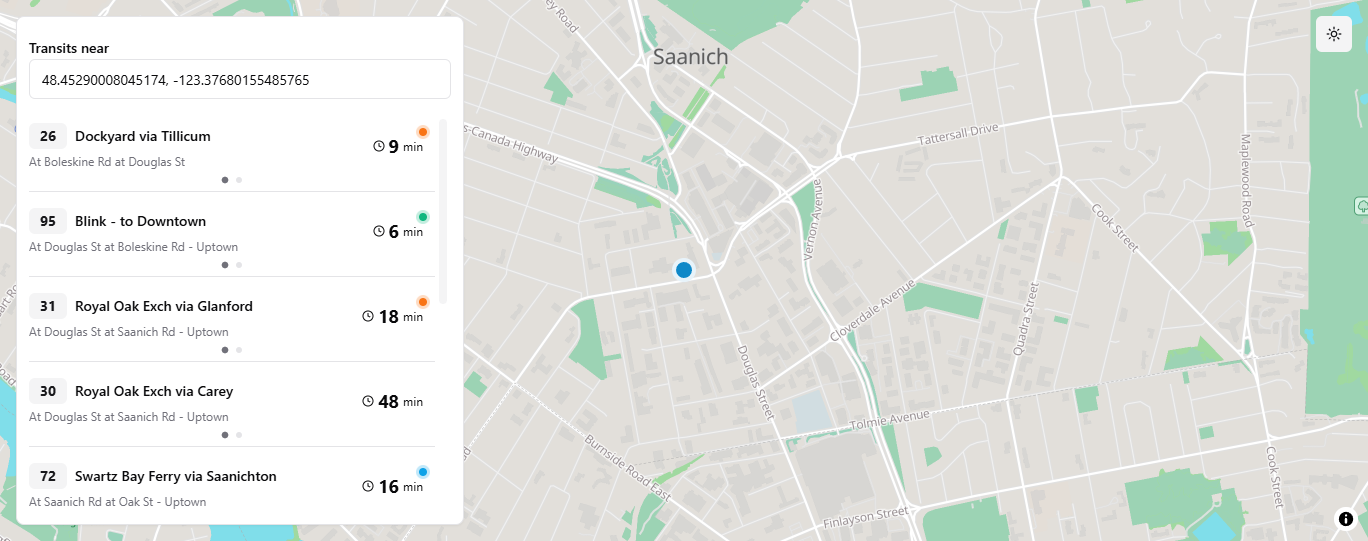 Transits near
48.45290008045174, -123.37680155485765
26 Dockyard via Tillicum
9 min
At Boleskine Rd at Douglas St
95 Blink - to Downtown
6 min
At Douglas St at Boleskine Rd - Uptown
31 Royal Oak Exch via Glanford
18 min
At Douglas St at Saanich Rd - Uptown
30 Royal Oak Exch via Carey
48 min
At Douglas St at Saanich Rd - Uptown
72 Swartz Bay Ferry via Saanichton
16 min
At Saanich Rd at Oak St - Uptown
ey Road
Saanich
s-Canada Highway
Tattersall Drive
Maplewood Road
Vernon Avenue
Cook Street
Cloverdale Avenue
Quadra Street
Douglas Street
Tolmie Avenue
Burnside Road East
Cook Street
Finlayson Street